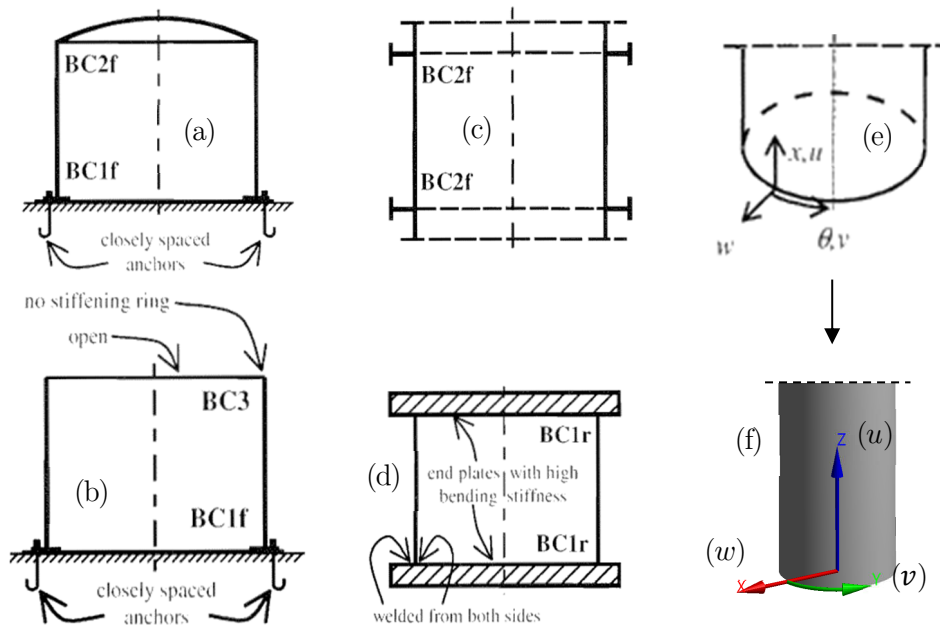 BC2f
(a)
BC1f
closely spaced
anchors
BC2f
(c)
BC2f
(e)
x,u
w
θ,v
no stiffening ring
open
BC3
(b)
BC1f
closely spaced
anchors
BC1r
(d)
end plates with high
bending stiffness
BC1r
welded from both sides
(f)
Z
(u)
(w)
X
Y
(v)